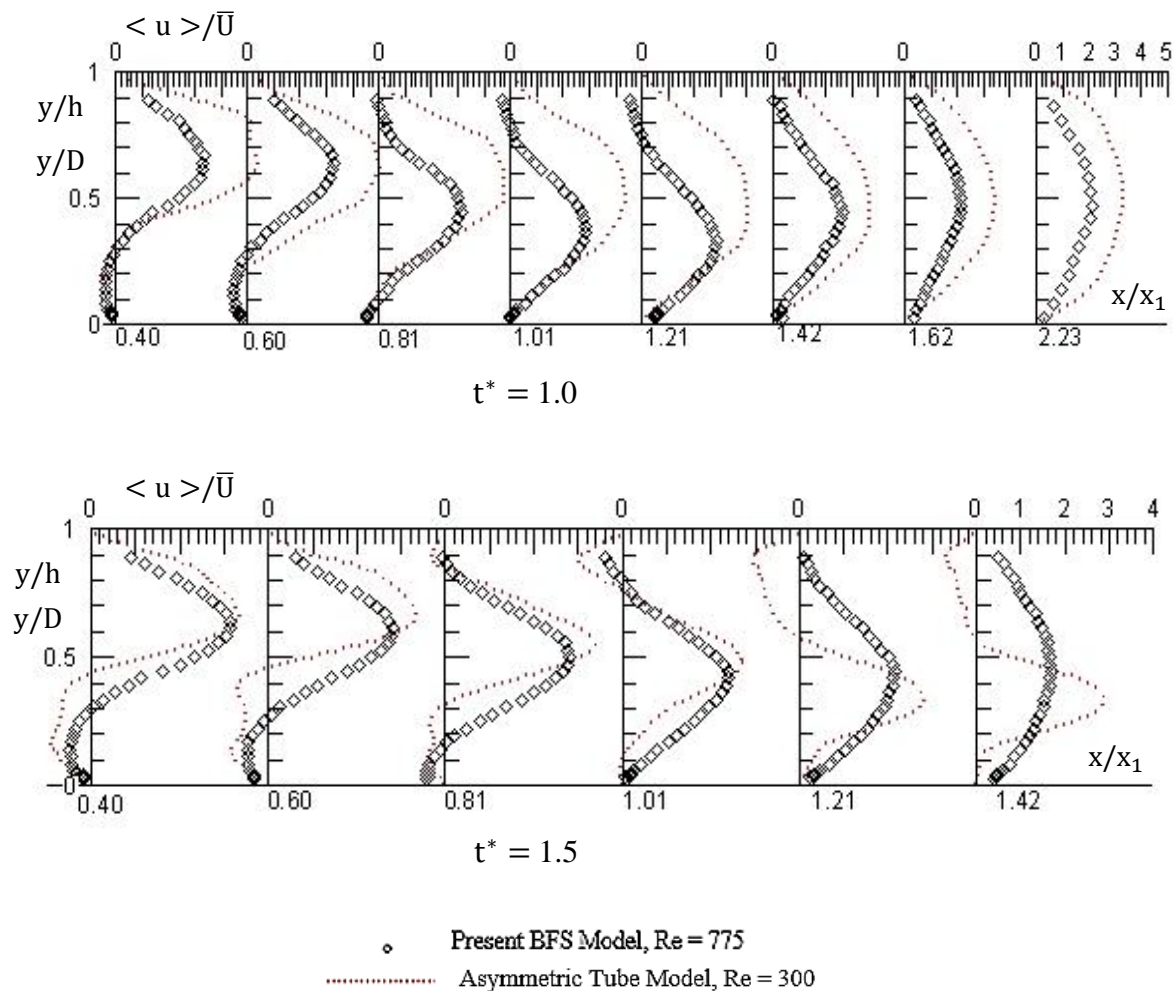 < u >/U̅
0 0 0 0 0 0 0 0 1 2 3 4 5
1
y/h
y/D
0.5
x/x₁
0
0.40 0.60 0.81 1.01 1.21 1.42 1.62 2.23
t* = 1.0
< u >/U̅
0 0 0 0 0 0 1 2 3 4
1
y/h
y/D
0.5
x/x₁
0
0.40 0.60 0.81 1.01 1.21 1.42
t* = 1.5
Present BFS Model, Re = 775
Asymmetric Tube Model, Re = 300